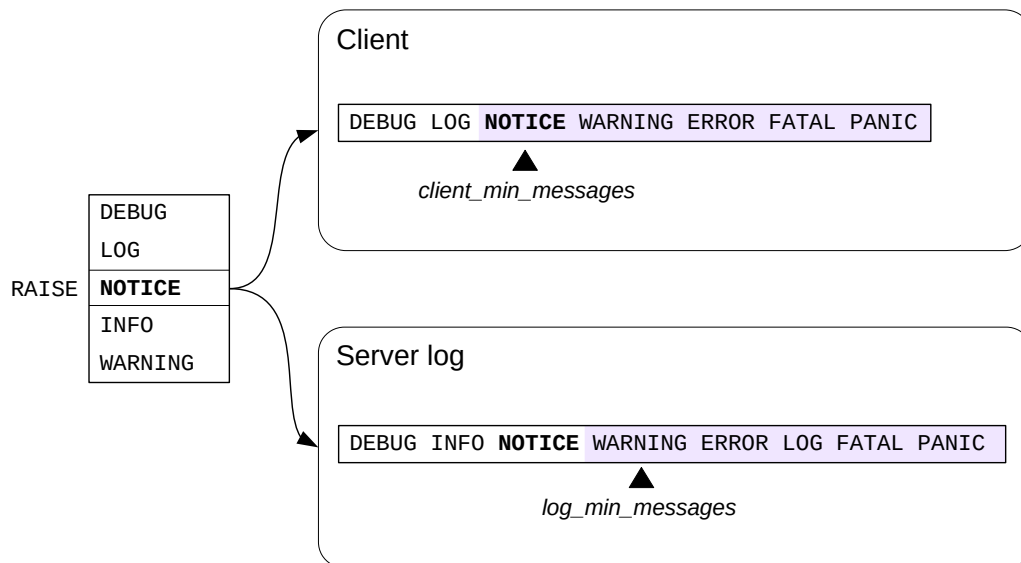 Client
DEBUG LOG NOTICE WARNING ERROR FATAL PANIC
client_min_messages
DEBUG
LOG
RAISE NOTICE
INFO
WARNING
Server log
DEBUG INFO NOTICE WARNING ERROR LOG FATAL PANIC
log_min_messages